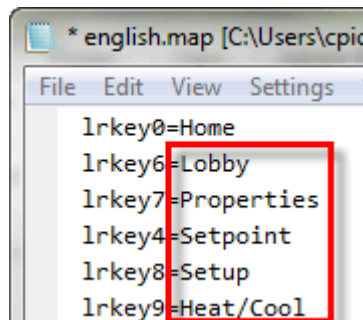 * english.map [C:\Users\cpic
File Edit View Settings
lrkey0=Home
lrkey6=Lobby
lrkey7=Properties
lrkey4=Setpoint
lrkey8=Setup
lrkey9=Heat/Cool